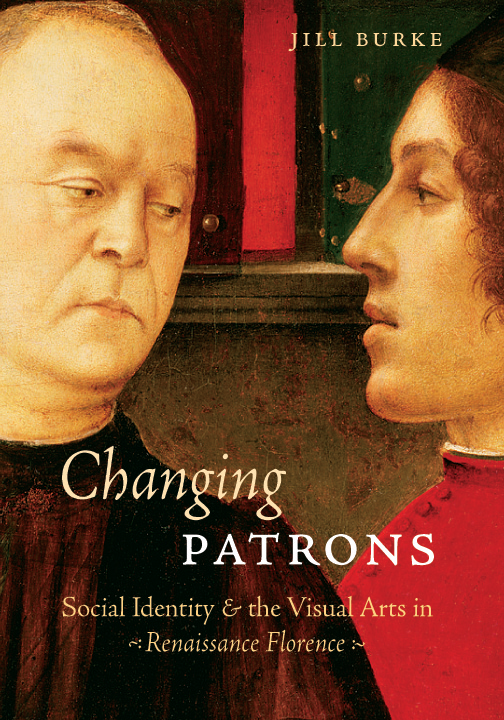 JILL BURKE
Changing
PATRONS
Social Identity & the Visual Arts in
~: Renaissance Florence :~